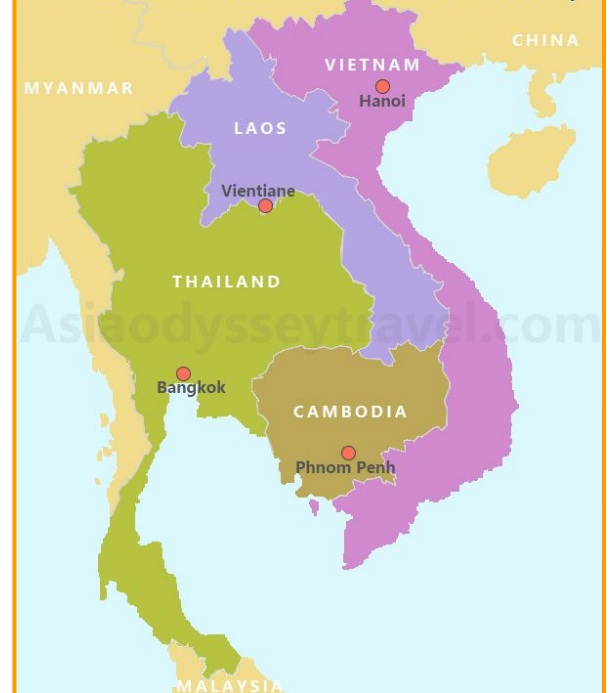 CHINA
VIETNAM
MYANMAR
Hanoi
LAOS
Vientiane
THAILAND
Asiaodysseytravel.com
Bangkok
CAMBODIA
Phnom Penh
MALAYSIA